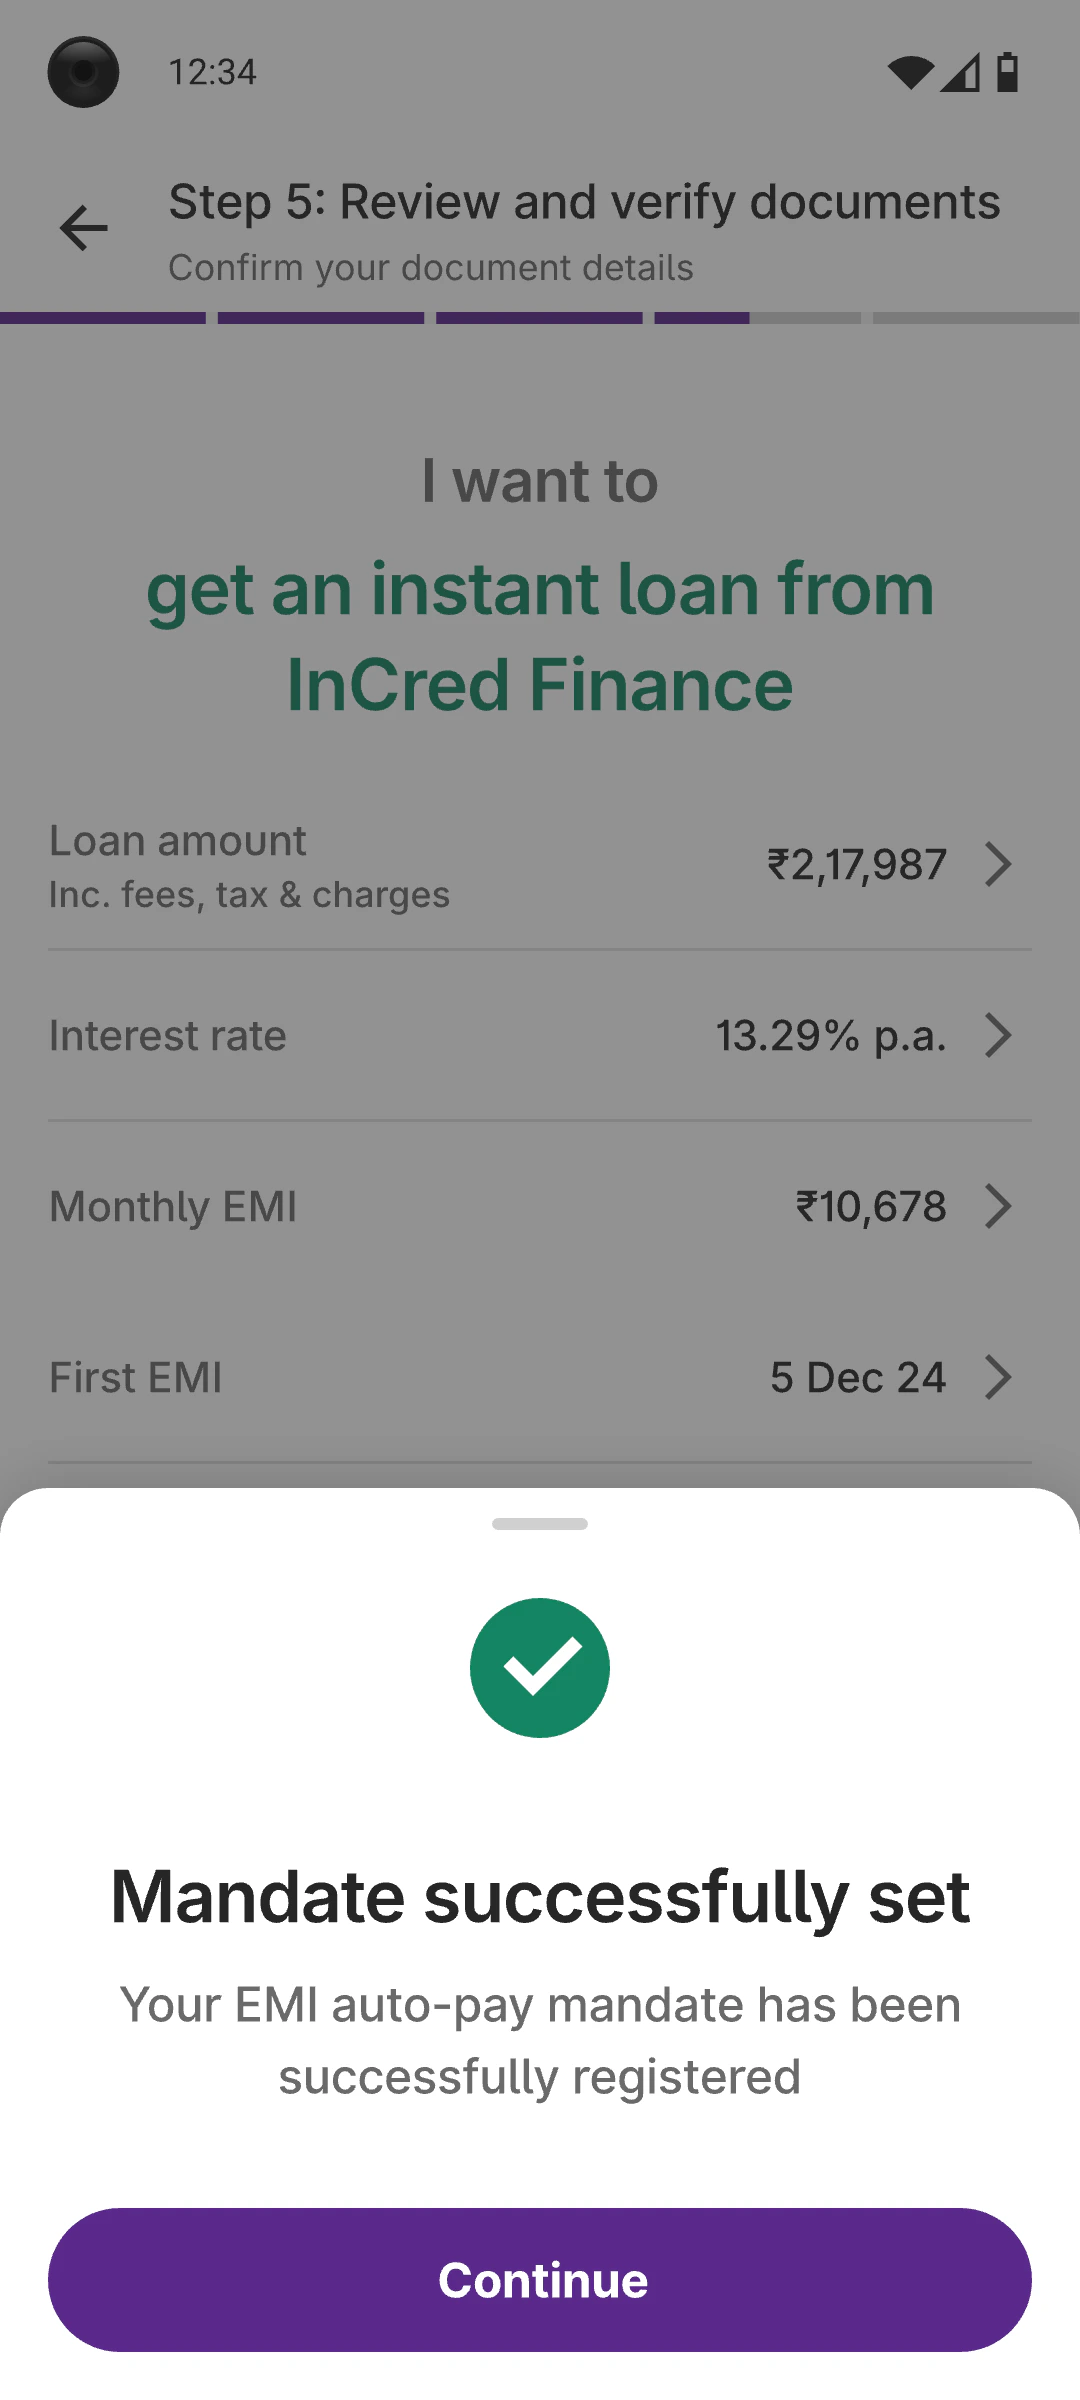 12:34
Step 5: Review and verify documents
Confirm your document details
I want to
get an instant loan from
InCred Finance
Loan amount
Inc. fees, tax & charges
₹2,17,987
Interest rate
13.29% p.a.
Monthly EMI
₹10,678
First EMI
5 Dec 24
Mandate successfully set
Your EMI auto-pay mandate has been
successfully registered
Continue